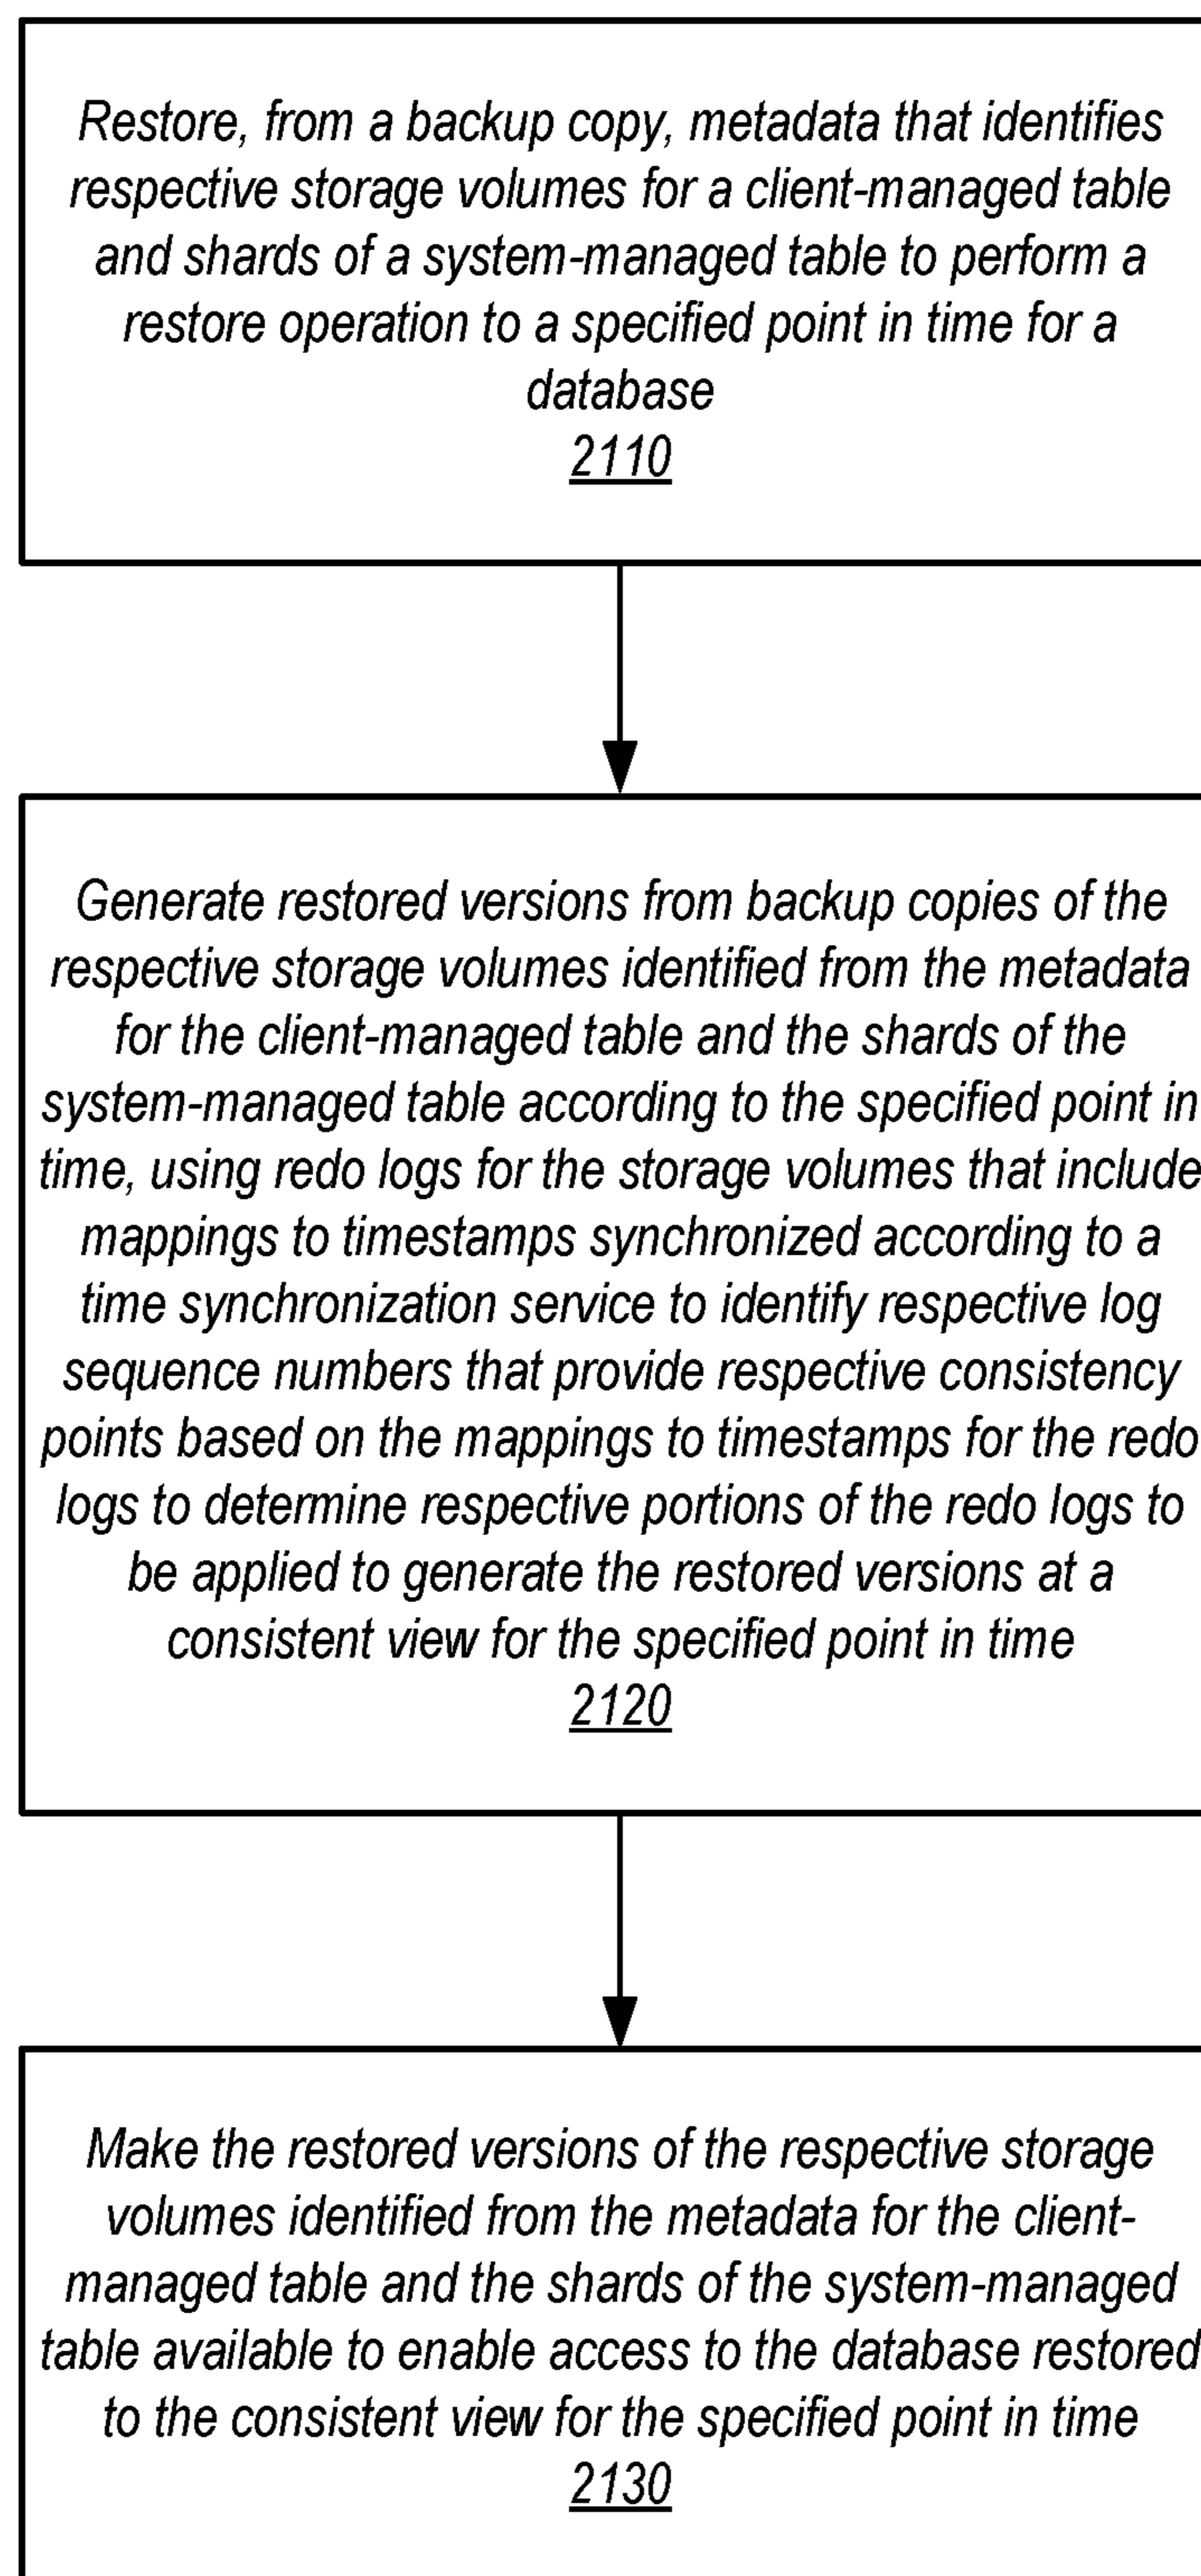 Restore, from a backup copy, metadata that identifies
respective storage volumes for a client-managed table
and shards of a system-managed table to perform a
restore operation to a specified point in time for a
database
2110
Generate restored versions from backup copies of the
respective storage volumes identified from the metadata
for the client-managed table and the shards of the
system-managed table according to the specified point in
time, using redo logs for the storage volumes that include
mappings to timestamps synchronized according to a
time synchronization service to identify respective log
sequence numbers that provide respective consistency
points based on the mappings to timestamps for the redo
logs to determine respective portions of the redo logs to
be applied to generate the restored versions at a
consistent view for the specified point in time
2120
Make the restored versions of the respective storage
volumes identified from the metadata for the client-
managed table and the shards of the system-managed
table available to enable access to the database restored
to the consistent view for the specified point in time
2130